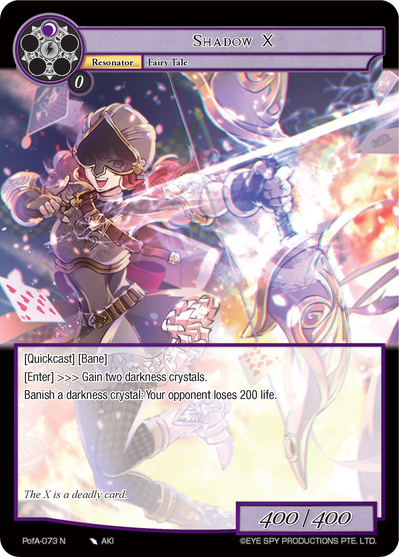 Shadow X
Resonator Fairy Tale
0
[Quickcast] [Bane]
[Enter] >>> Gain two darkness crystals.
Banish a darkness crystal: Your opponent loses 200 life.
The X is a deadly card.
400/400
PofA-073 N AKI ©EYE SPY PRODUCTIONS PTE. LTD.